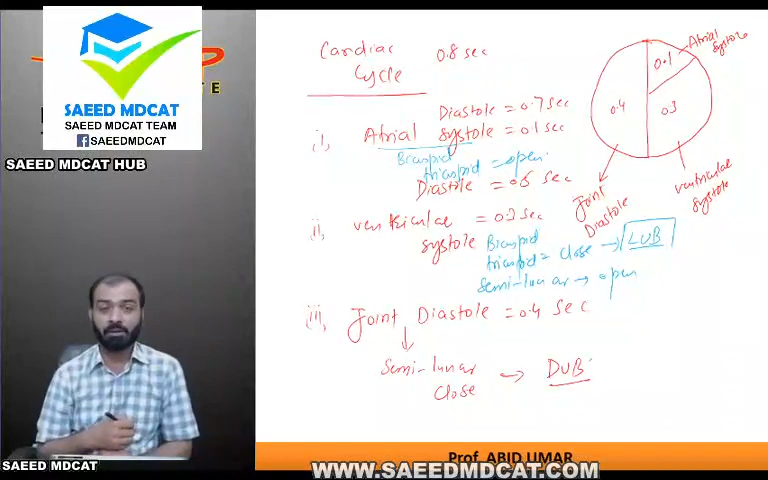 SAEED MDCAT
SAEED MDCAT TEAM
f SAEEDMDCAT
SAEED MDCAT HUB
Cardiac Cycle 0.8 sec
Diastole = 0.7 sec
i, Atrial systole = 0.1 sec
Bicuspid
tricuspid = open
Diastole = 0.5 sec
ii, ventricular systole = 0.3 sec
Bicuspid
tricuspid = close → LUB
Semi-lunar → open
iii, Joint Diastole = 0.4 sec
Semi-lunar close → DUB
0.1
Atrial systole
0.4
0.3
Joint Diastole
ventricular systole
Prof. ABID UMAR
SAEED MDCAT
WWW.SAEEDMDCAT.COM